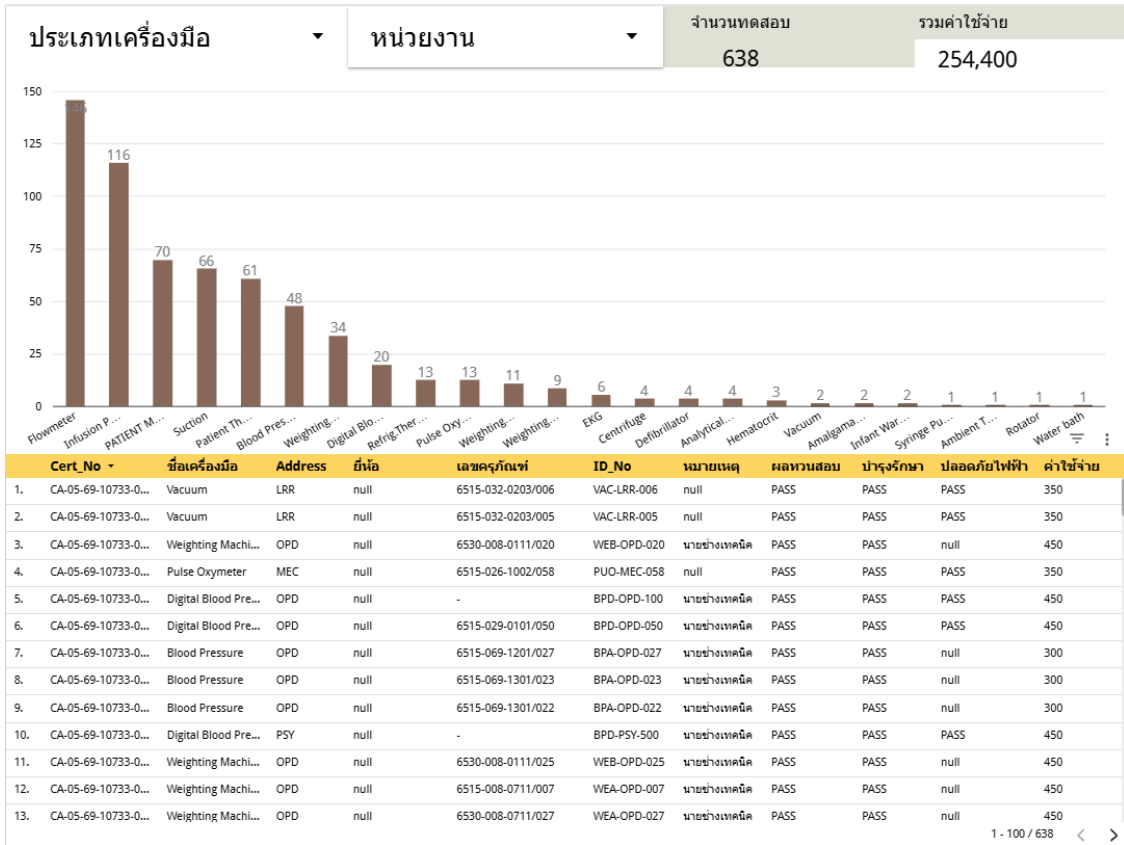 ประเภทเครื่องมือ
หน่วยงาน
จำนวนทดสอบ
638
รวมค่าใช้จ่าย
254,400
150
125
100
75
50
25
0
146
116
70
66
61
48
34
20
13
13
11
9
6
4
4
4
3
2
2
2
1
1
1
1
Flowmeter
Infusion P...
PATIENT M...
Suction
Patient Th...
Blood Pres...
Weighting...
Digital Blo...
Refrig.Ther...
Pulse Oxy...
Weighting...
Weighting...
EKG
Centrifuge
Defibrillator
Analytical...
Hematocrit
Vacuum
Amalgama...
Infant War...
Syringe Pu...
Ambient T...
Rotator
Water bath
Cert_No ชื่อเครื่องมือ Address ยี่ห้อ เลขครุภัณฑ์ ID_No หมายเหตุ ผลทวนสอบ บำรุงรักษา ปลอดภัยไฟฟ้า ค่าใช้จ่าย
1. CA-05-69-10733-0... Vacuum LRR null 6515-032-0203/006 VAC-LRR-006 null PASS PASS PASS 350
2. CA-05-69-10733-0... Vacuum LRR null 6515-032-0203/005 VAC-LRR-005 null PASS PASS PASS 350
3. CA-05-69-10733-0... Weighting Machi... OPD null 6530-008-0111/020 WEB-OPD-020 นายช่างเทคนิค PASS PASS null 450
4. CA-05-69-10733-0... Pulse Oxymeter MEC null 6515-026-1002/058 PUO-MEC-058 null PASS PASS PASS 350
5. CA-05-69-10733-0... Digital Blood Pre... OPD null - BPD-OPD-100 นายช่างเทคนิค PASS PASS PASS 450
6. CA-05-69-10733-0... Digital Blood Pre... OPD null 6515-029-0101/050 BPD-OPD-050 นายช่างเทคนิค PASS PASS PASS 450
7. CA-05-69-10733-0... Blood Pressure OPD null 6515-069-1201/027 BPA-OPD-027 นายช่างเทคนิค PASS PASS null 300
8. CA-05-69-10733-0... Blood Pressure OPD null 6515-069-1301/023 BPA-OPD-023 นายช่างเทคนิค PASS PASS null 300
9. CA-05-69-10733-0... Blood Pressure OPD null 6515-069-1301/022 BPA-OPD-022 นายช่างเทคนิค PASS PASS null 300
10. CA-05-69-10733-0... Digital Blood Pre... PSY null - BPD-PSY-500 นายช่างเทคนิค PASS PASS PASS 450
11. CA-05-69-10733-0... Weighting Machi... OPD null 6530-008-0111/025 WEB-OPD-025 นายช่างเทคนิค PASS PASS null 450
12. CA-05-69-10733-0... Weighting Machi... OPD null 6515-008-0711/007 WEA-OPD-007 นายช่างเทคนิค PASS PASS null 450
13. CA-05-69-10733-0... Weighting Machi... OPD null 6530-008-0711/027 WEA-OPD-027 นายช่างเทคนิค PASS PASS null 450
1 - 100 / 638